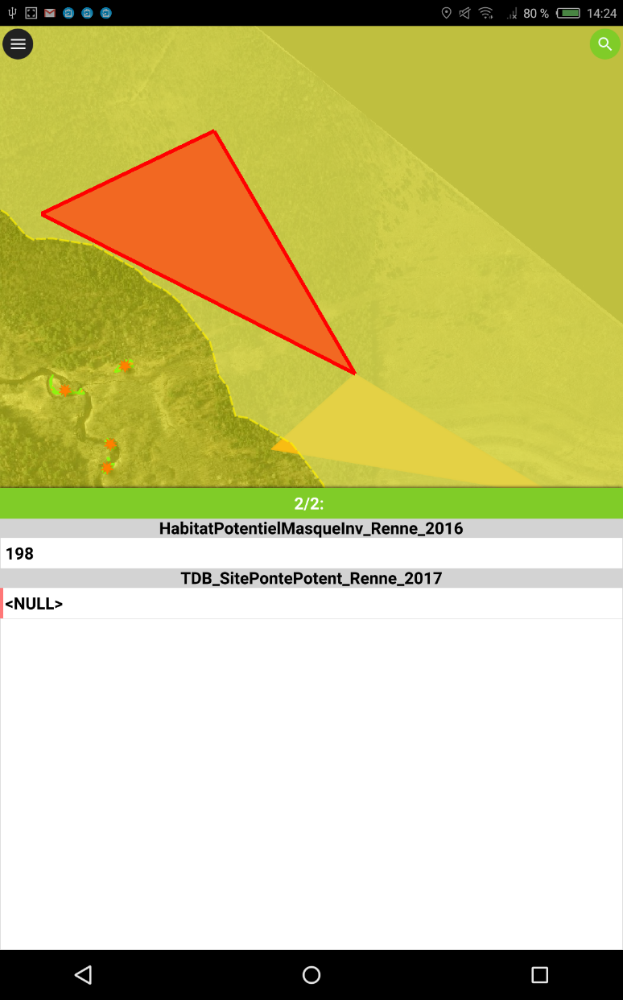 80 % 14:24
2/2:
HabitatPotentielMasqueInv_Renne_2016
198
TDB_SitePontePotent_Renne_2017
<NULL>